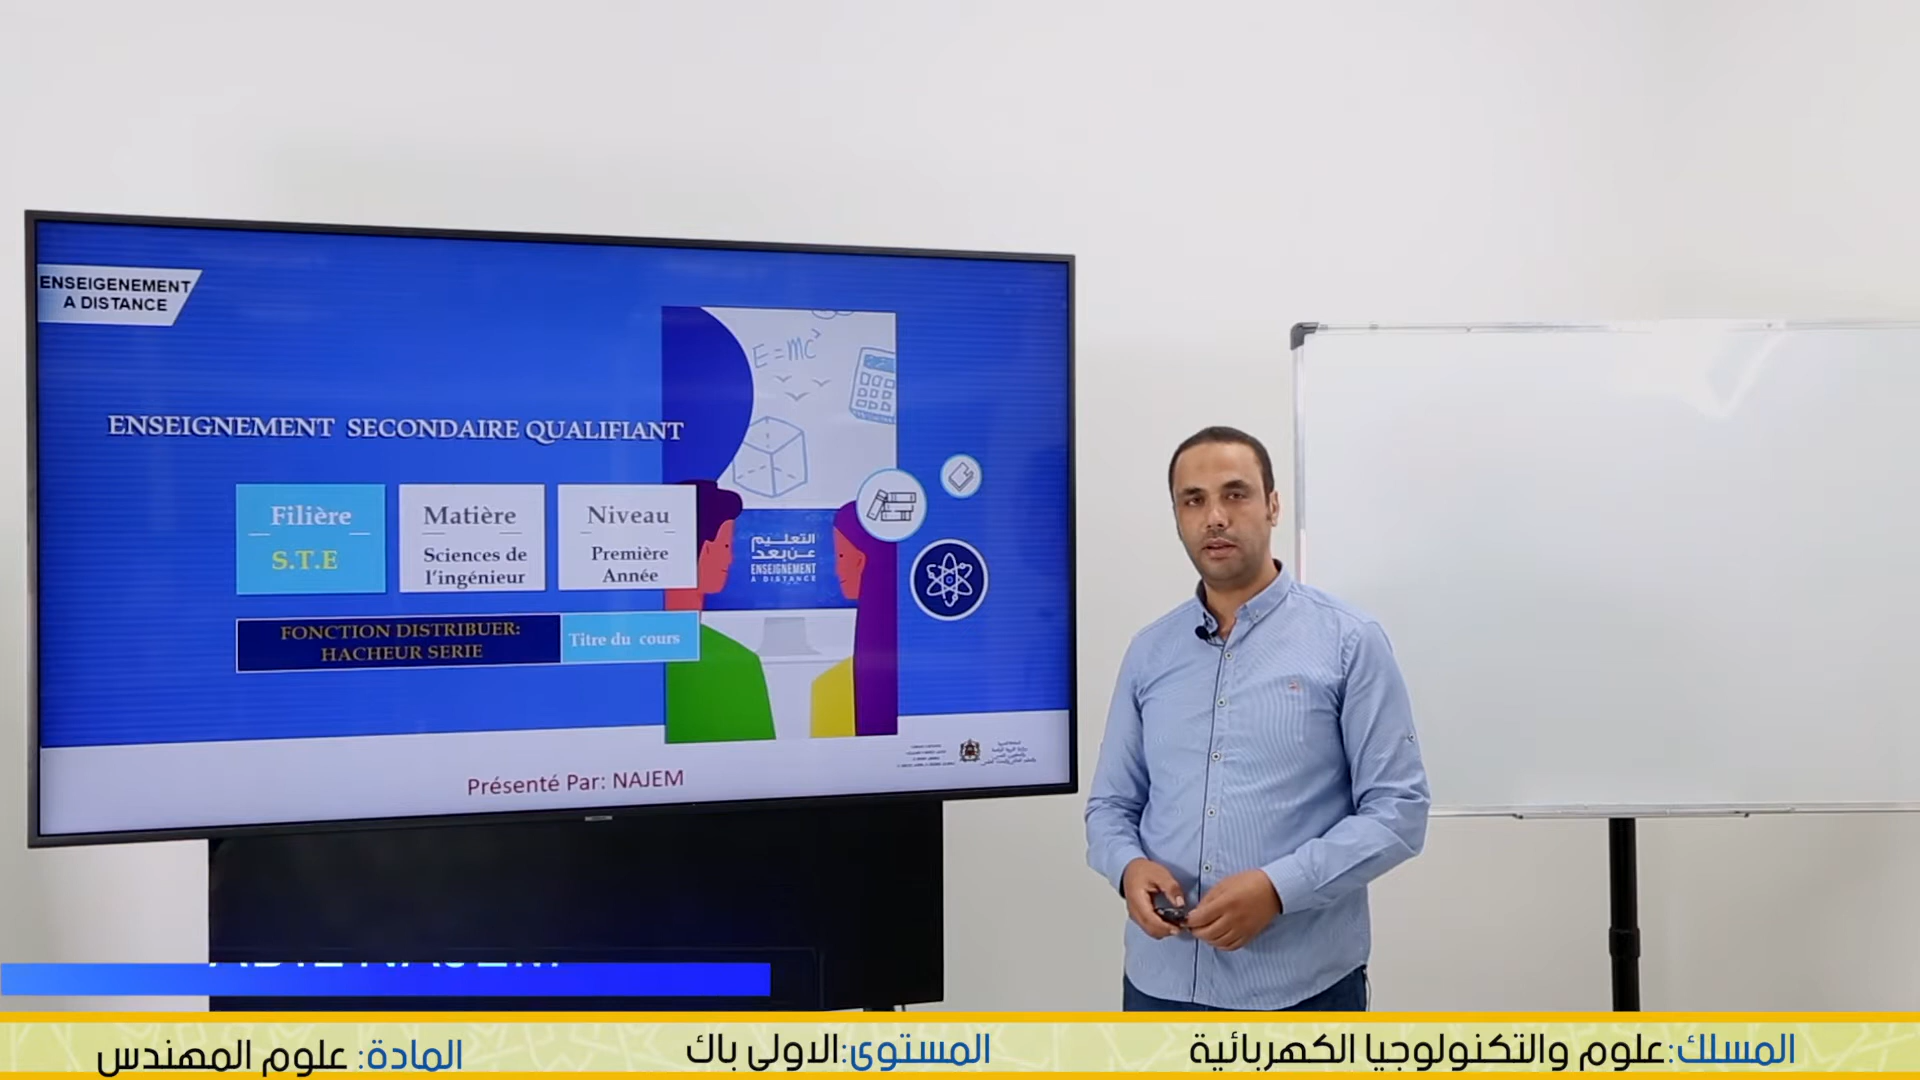 ENSEIGENEMENT
A DISTANCE
E = mc²
ENSEIGNEMENT SECONDAIRE QUALIFIANT
Filière
S.T.E
Matière
Sciences de
l'ingénieur
Niveau
Première
Année
التعليم
عن بعد
ENSEIGNEMENT
A DISTANCE
FONCTION DISTRIBUER:
HACHEUR SERIE
Titre du cours
Présenté Par: NAJEM
المسلك: علوم والتكنولوجيا الكهربائية
المستوى: الاولى باك
المادة: علوم المهندس